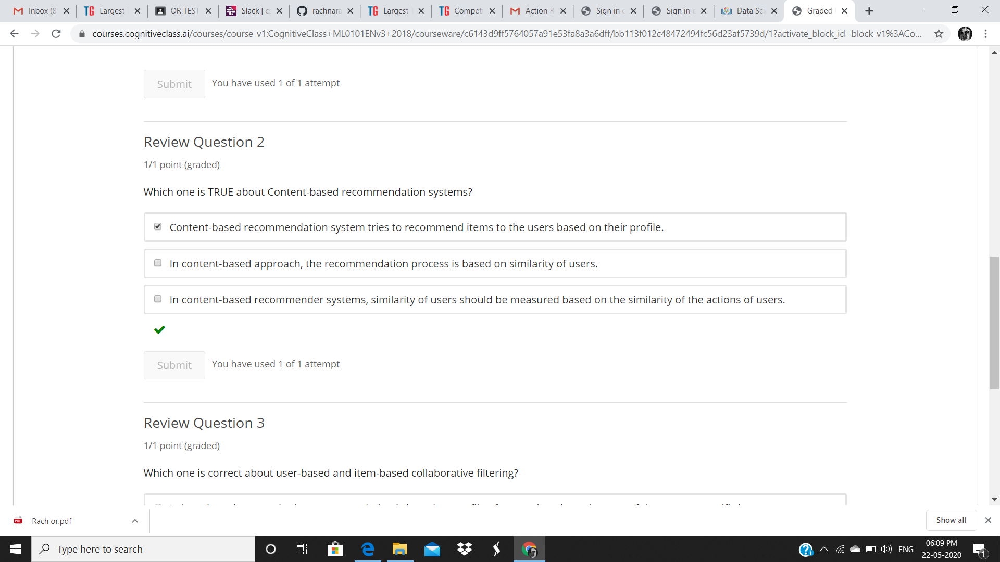 Inbox (8
Largest
OR TEST
Slack | cs
rachnara
Largest
Competi
Action R
Sign in
Sign in
Data Sci
Graded
courses.cognitiveclass.ai/courses/course-v1:CognitiveClass+ML0101ENv3+2018/courseware/c6143d9ff5764057a91e53fa8a3a6dff/bb113f012c48472494fc56d23af5739d/1?activate_block_id=block-v1%3ACo...
Submit
You have used 1 of 1 attempt
Review Question 2
1/1 point (graded)
Which one is TRUE about Content-based recommendation systems?
Content-based recommendation system tries to recommend items to the users based on their profile.
In content-based approach, the recommendation process is based on similarity of users.
In content-based recommender systems, similarity of users should be measured based on the similarity of the actions of users.
Submit
You have used 1 of 1 attempt
Review Question 3
1/1 point (graded)
Which one is correct about user-based and item-based collaborative filtering?
Rach or.pdf
Show all
Type here to search
ENG
06:09 PM
22-05-2020
1